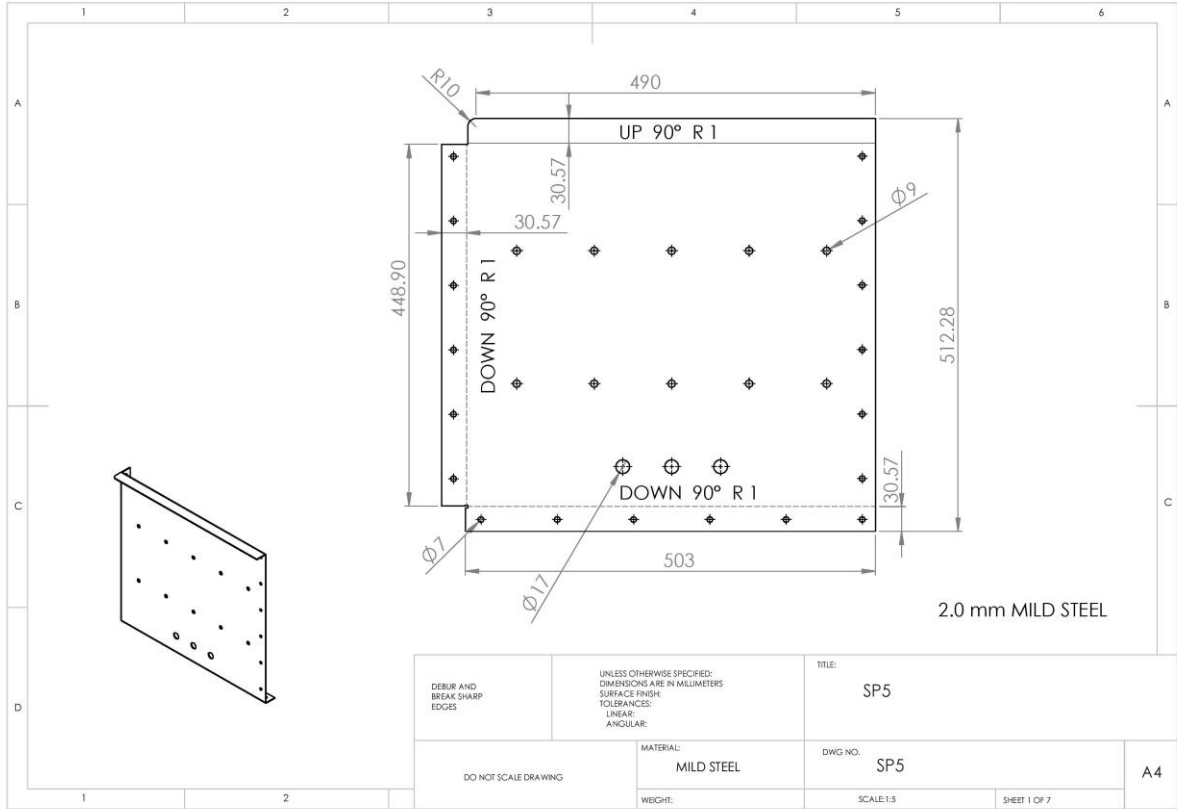 1 2 3 4 5 6
A A
B B
C C
D
1 2
R10
490
UP 90° R 1
30.57
30.57
448.90
DOWN 90° R 1
Ø9
512.28
30.57
DOWN 90° R 1
Ø7
Ø17
503
2.0 mm MILD STEEL
DEBUR AND
BREAK SHARP
EDGES
UNLESS OTHERWISE SPECIFIED:
DIMENSIONS ARE IN MILLIMETERS
SURFACE FINISH:
TOLERANCES:
LINEAR:
ANGULAR:
TITLE:
SP5
DO NOT SCALE DRAWING
MATERIAL:
MILD STEEL
WEIGHT:
DWG NO.
SP5
SCALE:1:5
SHEET 1 OF 7
A4